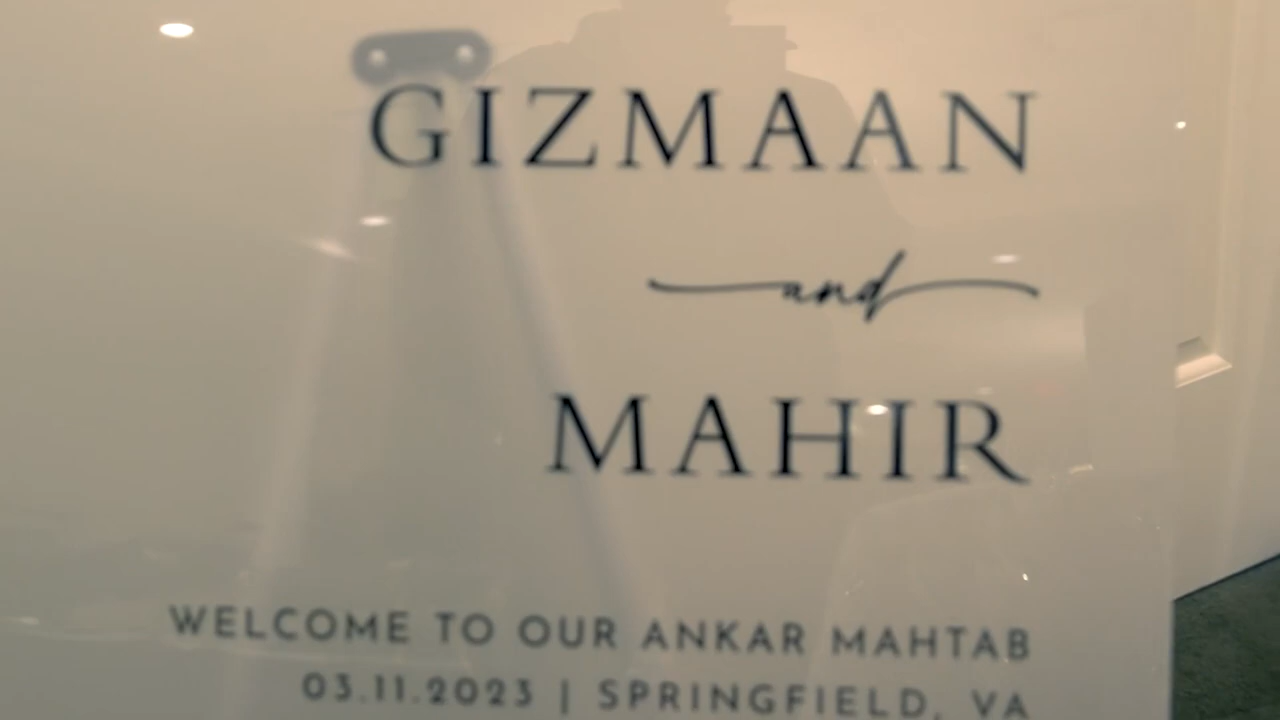 GIZMAAN
and
MAHIR
WELCOME TO OUR ANKAR MAHTAB
03.11.2023 | SPRINGFIELD, VA